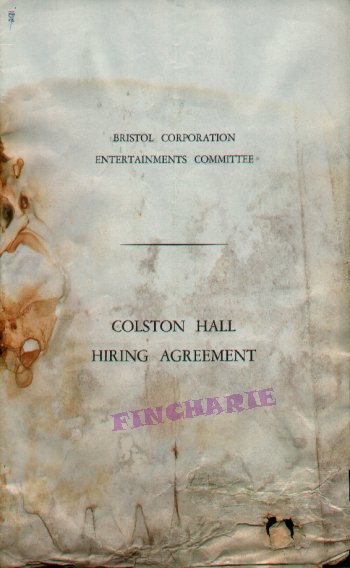 BRISTOL CORPORATION
ENTERTAINMENTS COMMITTEE
COLSTON HALL
HIRING AGREEMENT
FINCHARIE